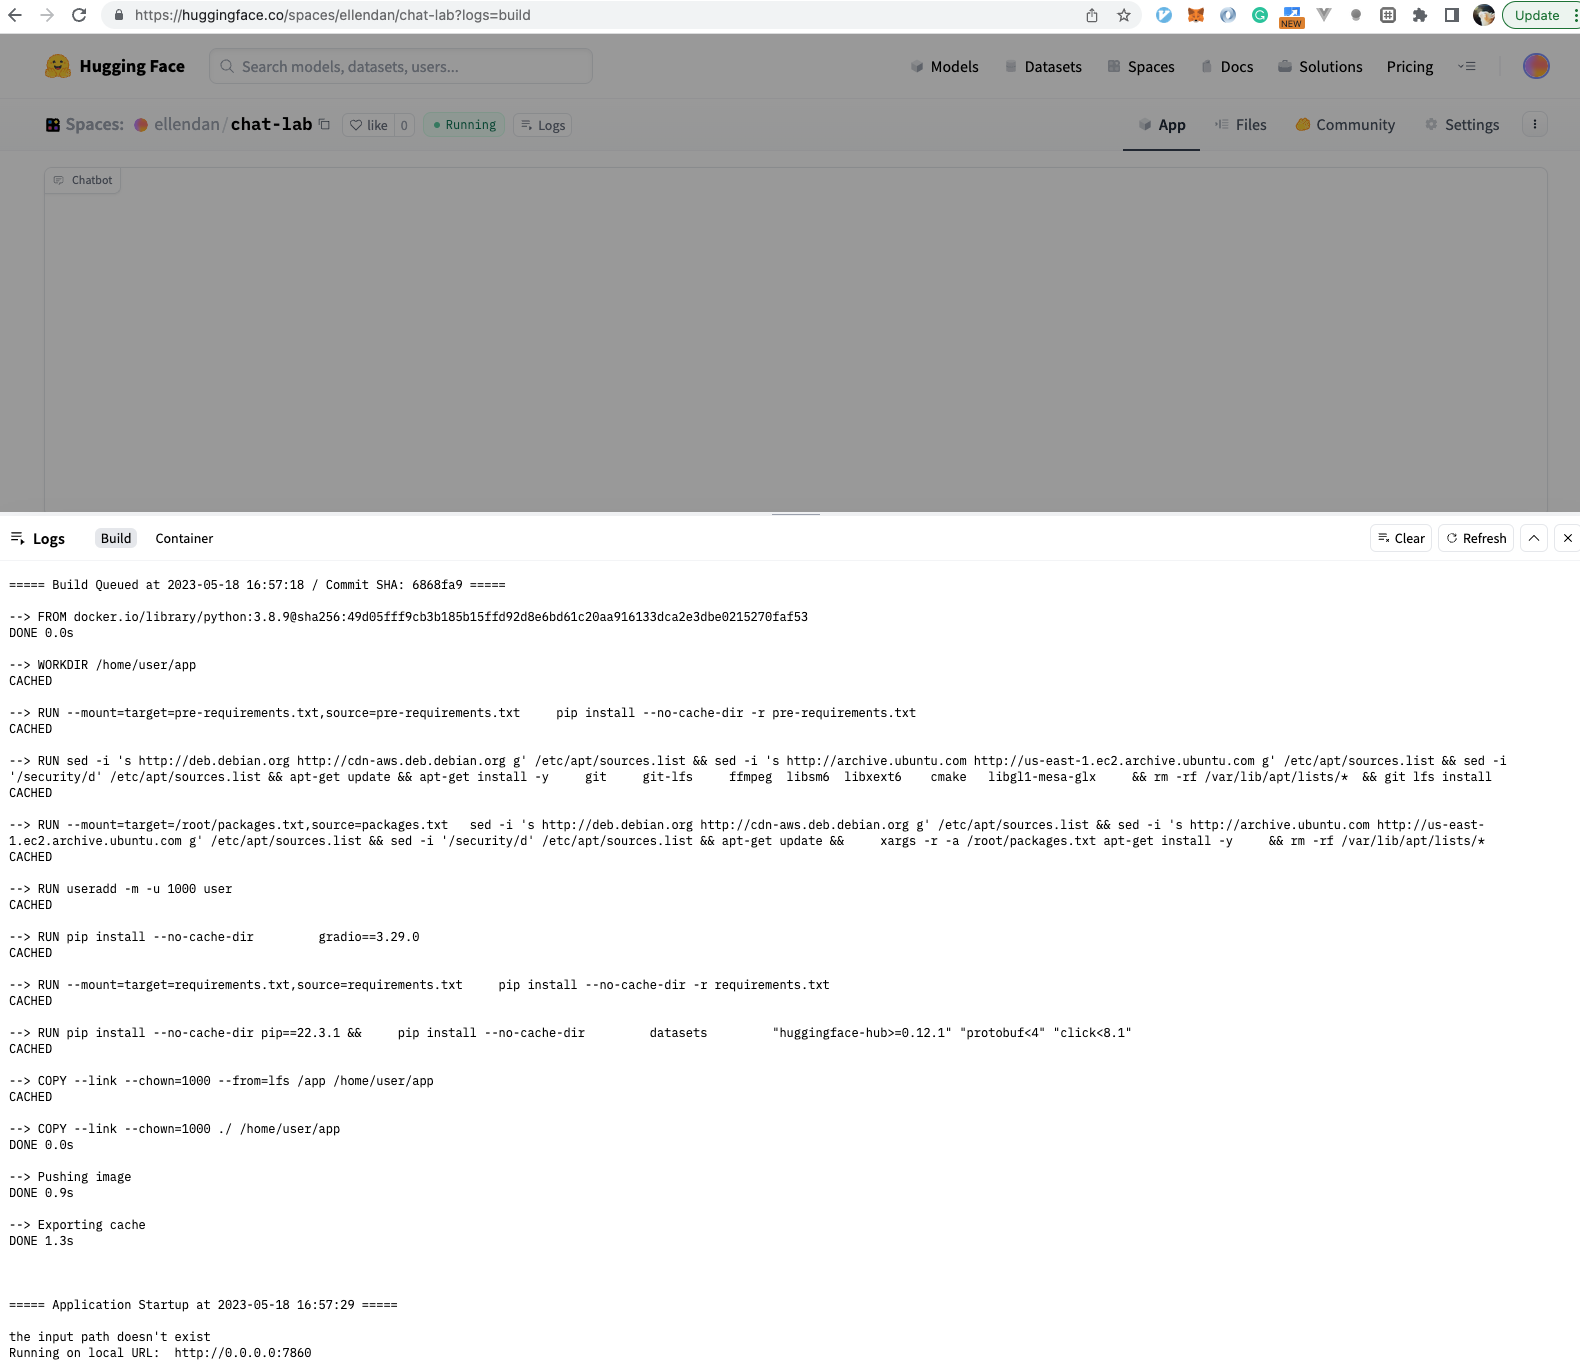 https://huggingface.co/spaces/ellendan/chat-lab?logs=build
NEW
Update
Hugging Face
Search models, datasets, users...
Models
Datasets
Spaces
Docs
Solutions
Pricing
Spaces:
ellendan/chat-lab
like 0
Running
Logs
App
Files
Community
Settings
Chatbot
Logs
Build
Container
Clear
Refresh
===== Build Queued at 2023-05-18 16:57:18 / Commit SHA: 6868fa9 =====
--> FROM docker.io/library/python:3.8.9@sha256:49d05fff9cb3b185b15ffd92d8e6bd61c20aa916133dca2e3dbe0215270faf53
DONE 0.0s
--> WORKDIR /home/user/app
CACHED
--> RUN --mount=target=pre-requirements.txt,source=pre-requirements.txt     pip install --no-cache-dir -r pre-requirements.txt
CACHED
--> RUN sed -i 's http://deb.debian.org http://cdn-aws.deb.debian.org g' /etc/apt/sources.list && sed -i 's http://archive.ubuntu.com http://us-east-1.ec2.archive.ubuntu.com g' /etc/apt/sources.list && sed -i
'/security/d' /etc/apt/sources.list && apt-get update && apt-get install -y     git     git-lfs     ffmpeg  libsm6  libxext6    cmake   libgl1-mesa-glx     && rm -rf /var/lib/apt/lists/*  && git lfs install
CACHED
--> RUN --mount=target=/root/packages.txt,source=packages.txt   sed -i 's http://deb.debian.org http://cdn-aws.deb.debian.org g' /etc/apt/sources.list && sed -i 's http://archive.ubuntu.com http://us-east-
1.ec2.archive.ubuntu.com g' /etc/apt/sources.list && sed -i '/security/d' /etc/apt/sources.list && apt-get update &&     xargs -r -a /root/packages.txt apt-get install -y     && rm -rf /var/lib/apt/lists/*
CACHED
--> RUN useradd -m -u 1000 user
CACHED
--> RUN pip install --no-cache-dir         gradio==3.29.0
CACHED
--> RUN --mount=target=requirements.txt,source=requirements.txt     pip install --no-cache-dir -r requirements.txt
CACHED
--> RUN pip install --no-cache-dir pip==22.3.1 &&     pip install --no-cache-dir         datasets         "huggingface-hub>=0.12.1" "protobuf<4" "click<8.1"
CACHED
--> COPY --link --chown=1000 --from=lfs /app /home/user/app
CACHED
--> COPY --link --chown=1000 ./ /home/user/app
DONE 0.0s
--> Pushing image
DONE 0.9s
--> Exporting cache
DONE 1.3s
===== Application Startup at 2023-05-18 16:57:29 =====
the input path doesn't exist
Running on local URL:  http://0.0.0.0:7860